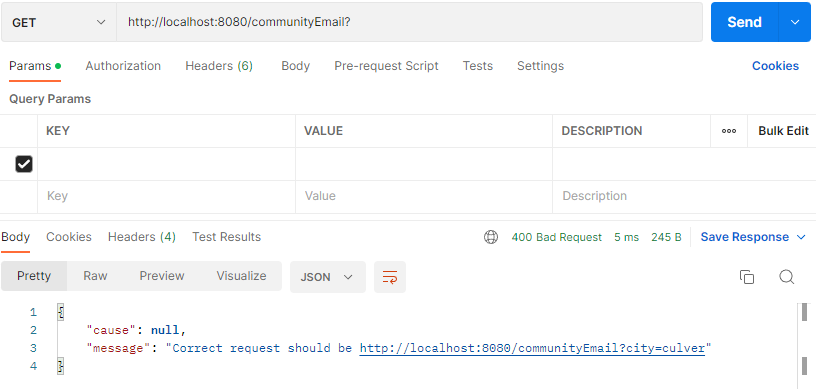 GET http://localhost:8080/communityEmail? Send
Params Authorization Headers (6) Body Pre-request Script Tests Settings Cookies
Query Params
KEY VALUE DESCRIPTION ooo Bulk Edit
Key Value Description
Body Cookies Headers (4) Test Results 400 Bad Request 5 ms 245 B Save Response
Pretty Raw Preview Visualize JSON
1 {
2 "cause": null,
3 "message": "Correct request should be http://localhost:8080/communityEmail?city=culver"
4 }